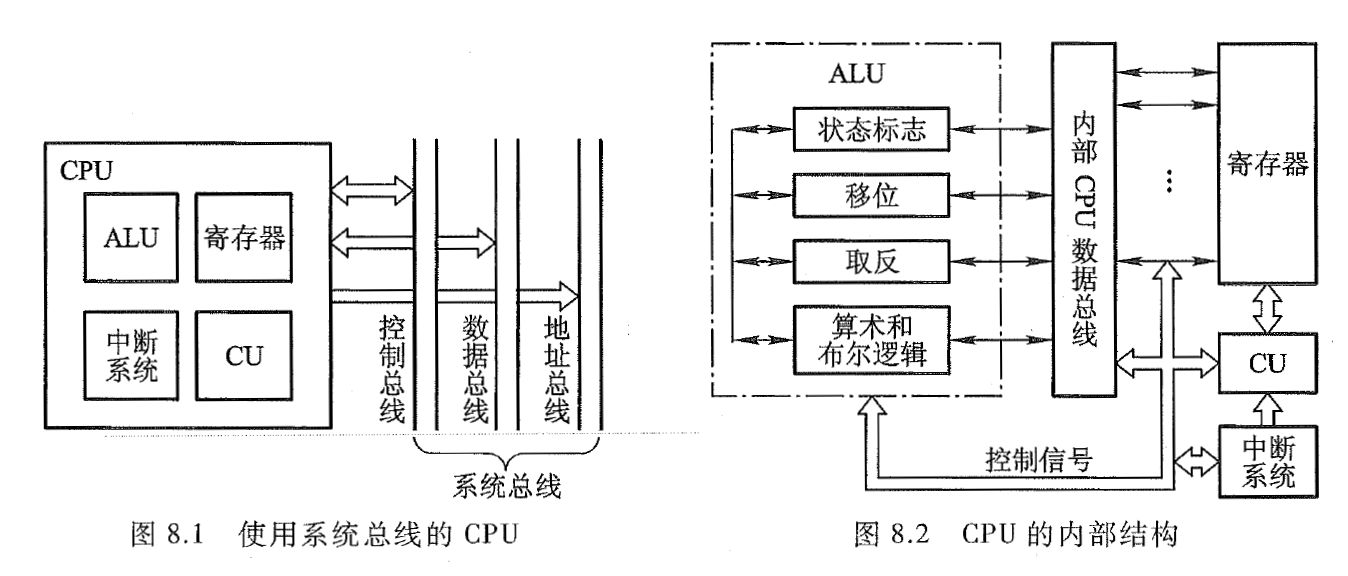 CPU
ALU
寄存器
中断
系统
CU
控制总线
数据总线
地址总线
系统总线
图 8.1 使用系统总线的 CPU
ALU
状态标志
移位
取反
算术和
布尔逻辑
内部 CPU 数据总线
寄存器
…
CU
中断
系统
控制信号
图 8.2 CPU 的内部结构